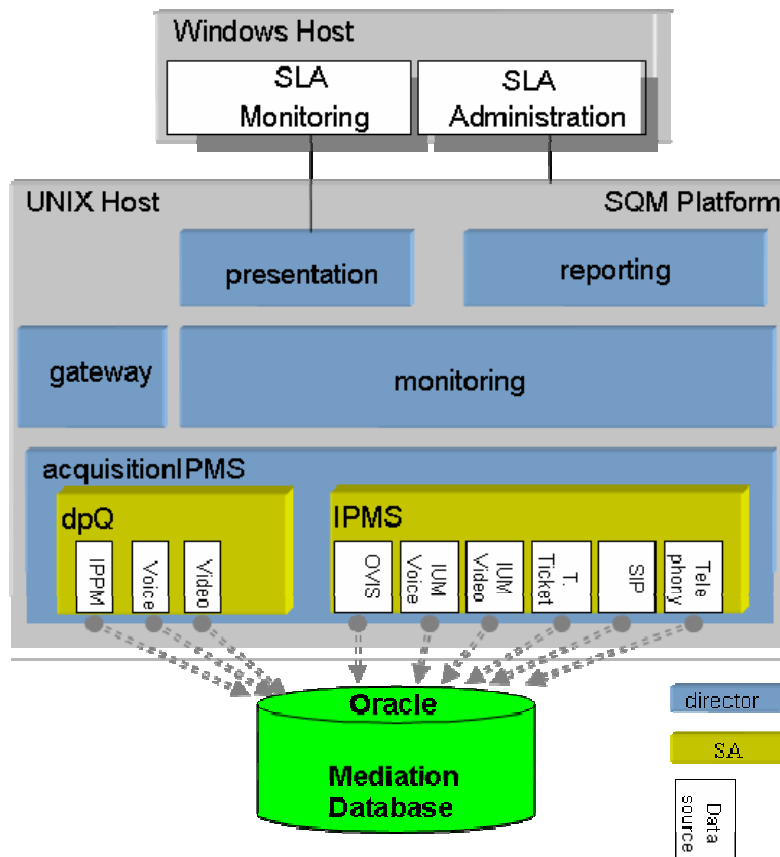 Windows Host
SLA
Monitoring
SLA
Administration
UNIX Host
SQM Platform
presentation
reporting
gateway
monitoring
acquisitionIPMS
dpQ
IPPM
Voice
Video
IPMS
OVIS
IUM
Voice
IUM
Video
T.
Ticket
SIP
Tele
phony
Oracle
Mediation
Database
director
SA
Data
source